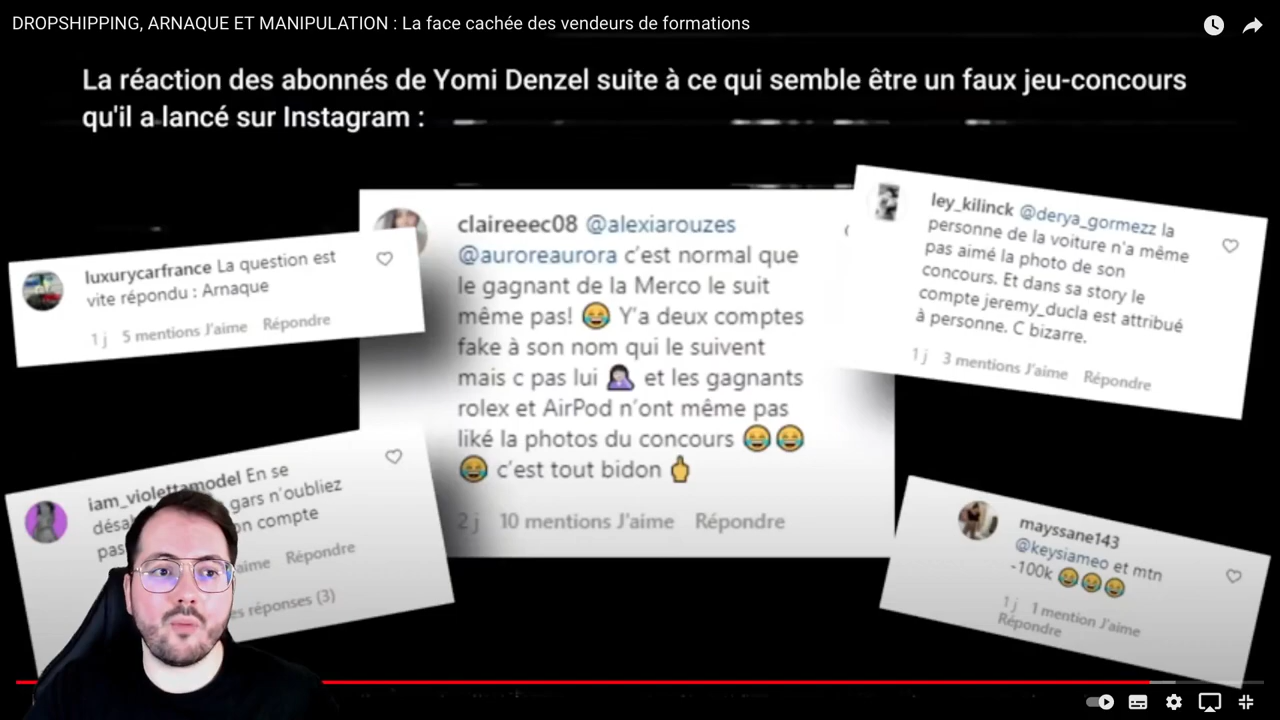 DROPSHIPPING, ARNAQUE ET MANIPULATION : La face cachée des vendeurs de formations
La réaction des abonnés de Yomi Denzel suite à ce qui semble être un faux jeu-concours
qu'il a lancé sur Instagram :
luxurycarfrance La question est
vite répondu : Arnaque
1 j 5 mentions J'aime Répondre
claireeec08 @alexiarouzes
@auroreaurora c'est normal que
le gagnant de la Merco le suit
même pas! 😂 Y'a deux comptes
fake à son nom qui le suivent
mais c pas lui 🤦🏻‍♀️ et les gagnants
rolex et AirPod n'ont même pas
liké la photos du concours 😂😂
😂 c'est tout bidon 🖕
2 j 10 mentions J'aime Répondre
ley_kilinck @derya_gormezz la
personne de la voiture n'a même
pas aimé la photo de son
concours. Et dans sa story le
compte jeremy_ducla est attribué
à personne. C bizarre.
1 j 3 mentions J'aime Répondre
iam_violettamodel En se
gars n'oubliez
compte
pas
Répondre
réponses (3)
mayssane143
@keysiameo et mtn
-100k 😂😂😂
1 j 1 mention J'aime
Répondre